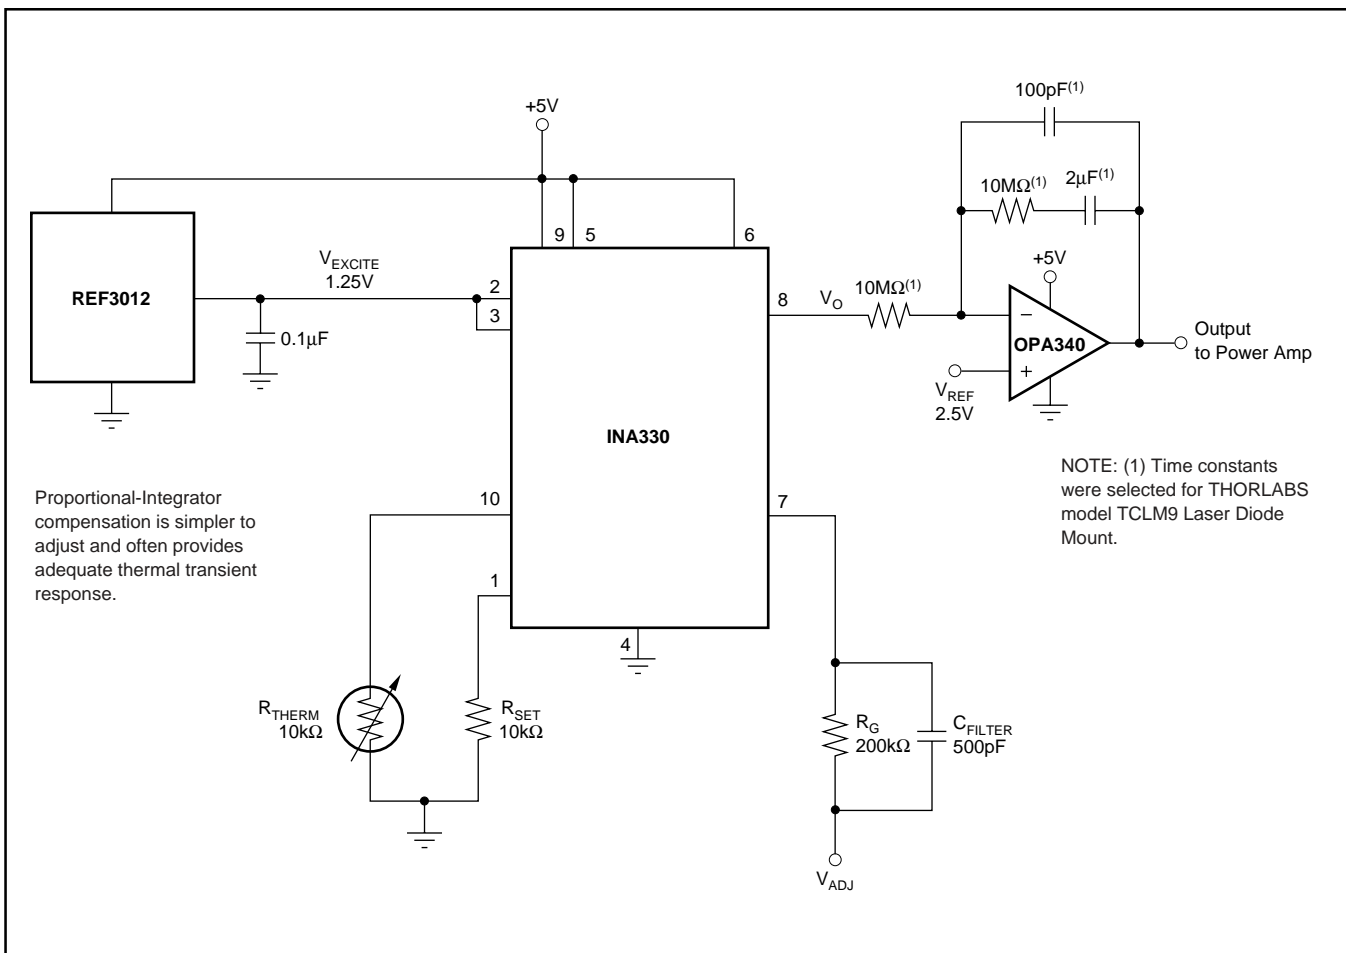 +5V
100pF(1)
10MΩ(1)
2µF(1)
9
5
6
REF3012
VEXCITE
1.25V
2
3
0.1µF
8
VO
10MΩ(1)
+5V
−
OPA340
+
Output
to Power Amp
VREF
2.5V
INA330
NOTE: (1) Time constants
were selected for THORLABS
model TCLM9 Laser Diode
Mount.
Proportional-Integrator
compensation is simpler to
adjust and often provides
adequate thermal transient
response.
10
7
1
4
RTHERM
10kΩ
RSET
10kΩ
RG
200kΩ
CFILTER
500pF
VADJ